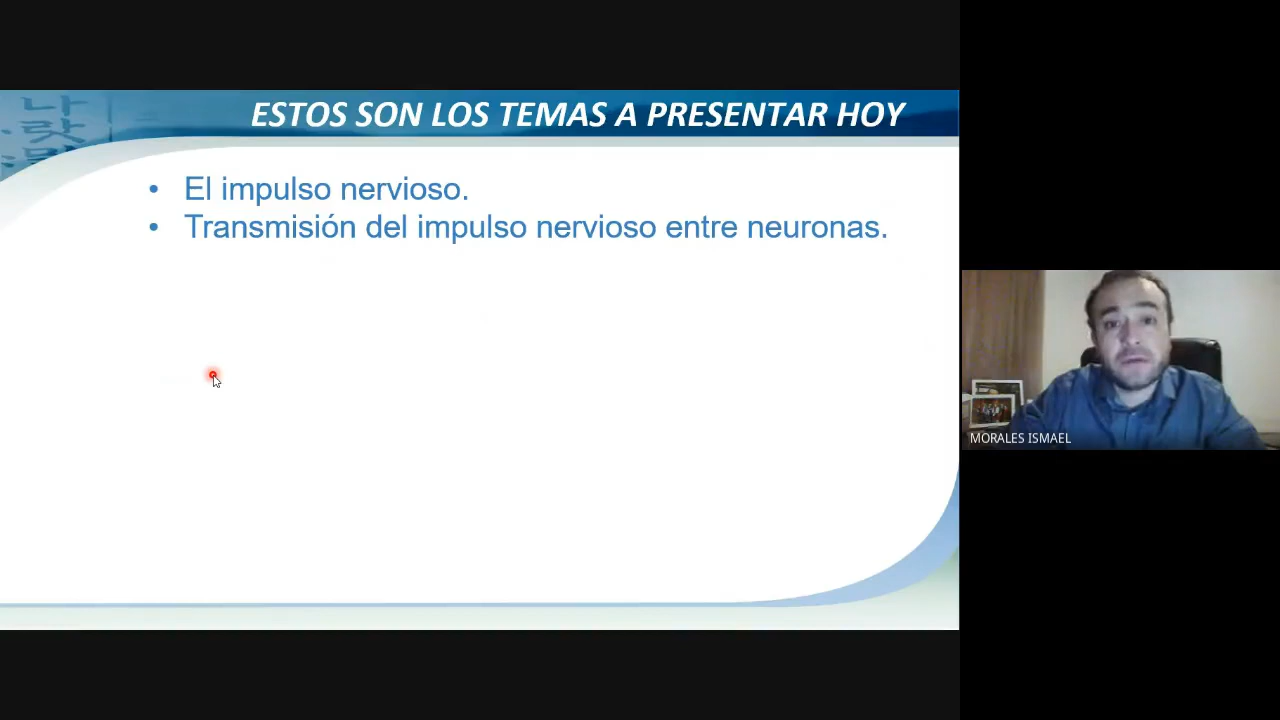 ESTOS SON LOS TEMAS A PRESENTAR HOY
• El impulso nervioso.
• Transmisión del impulso nervioso entre neuronas.
MORALES ISMAEL